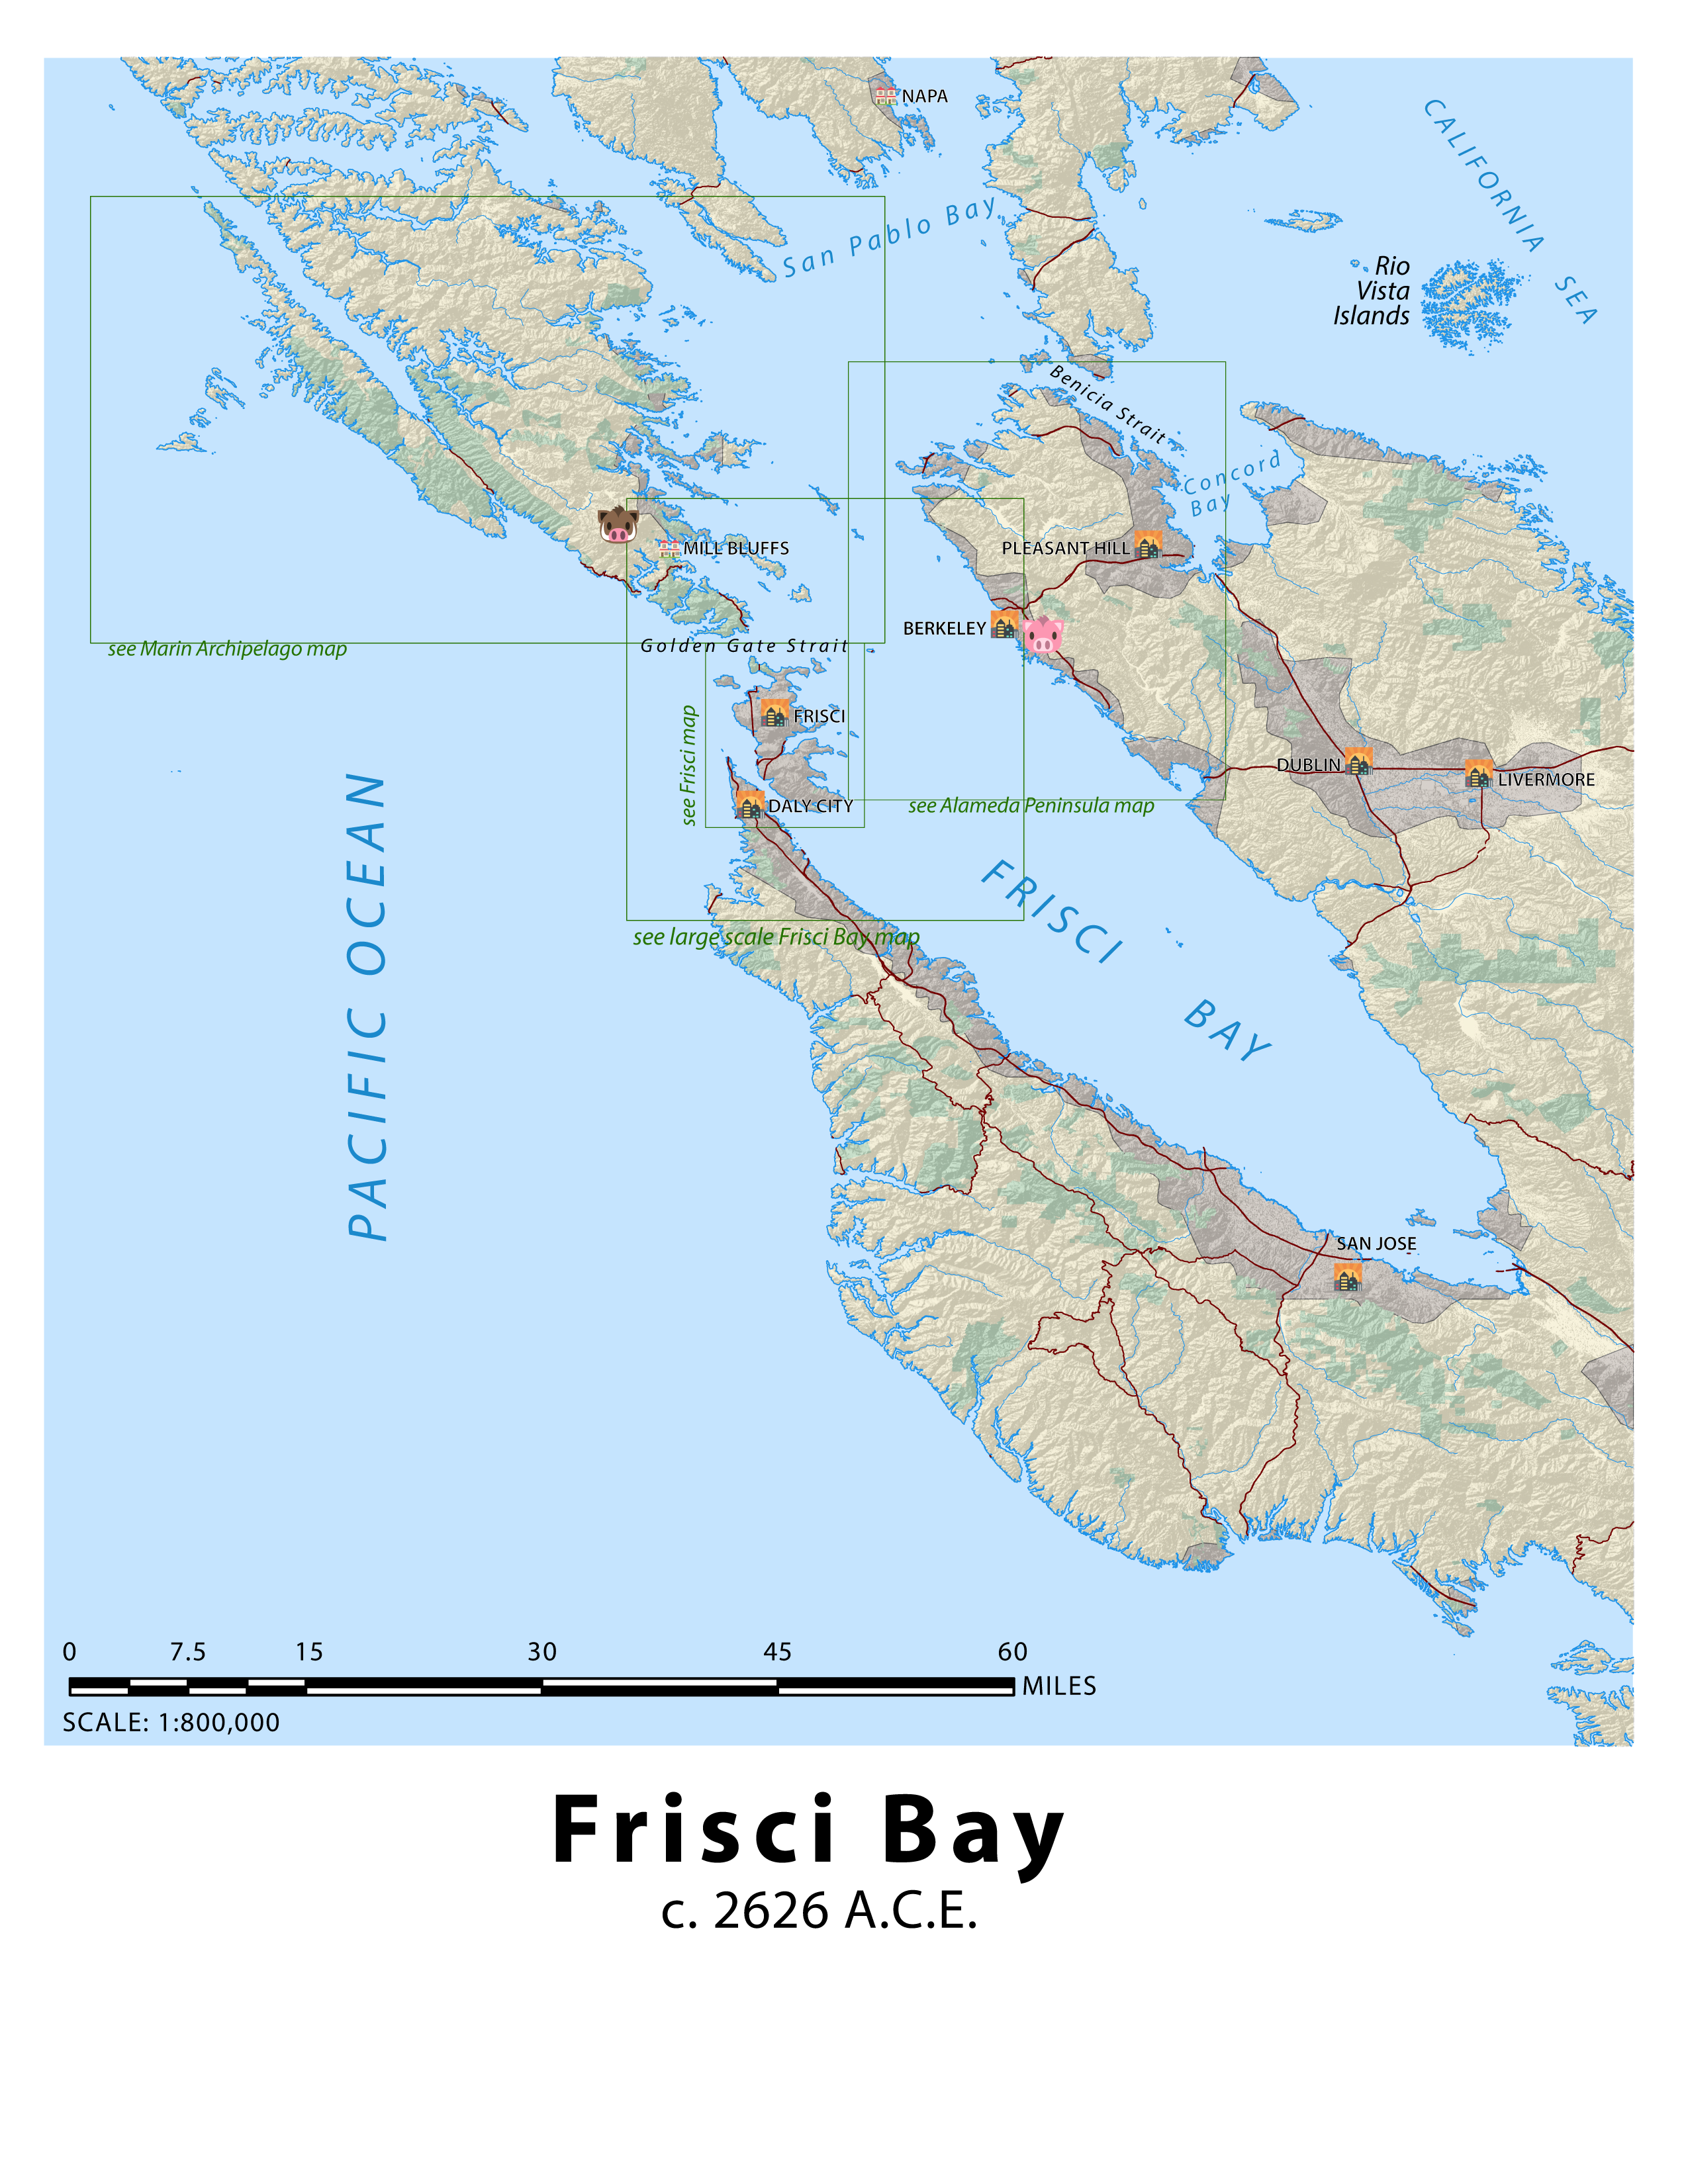 NAPA
CALIFORNIA SEA
San Pablo Bay
Rio
Vista
Islands
Benicia Strait
Concord
Bay
PLEASANT HILL
MILL BLUFFS
BERKELEY
Golden Gate Strait
see Marin Archipelago map
FRISCI
see Frisci map
DUBLIN
LIVERMORE
DALY CITY
see Alameda Peninsula map
PACIFIC OCEAN
FRISCI BAY
see large scale Frisci Bay map
SAN JOSE
0 7.5 15 30 45 60
MILES
SCALE: 1:800,000
Frisci Bay
c. 2626 A.C.E.